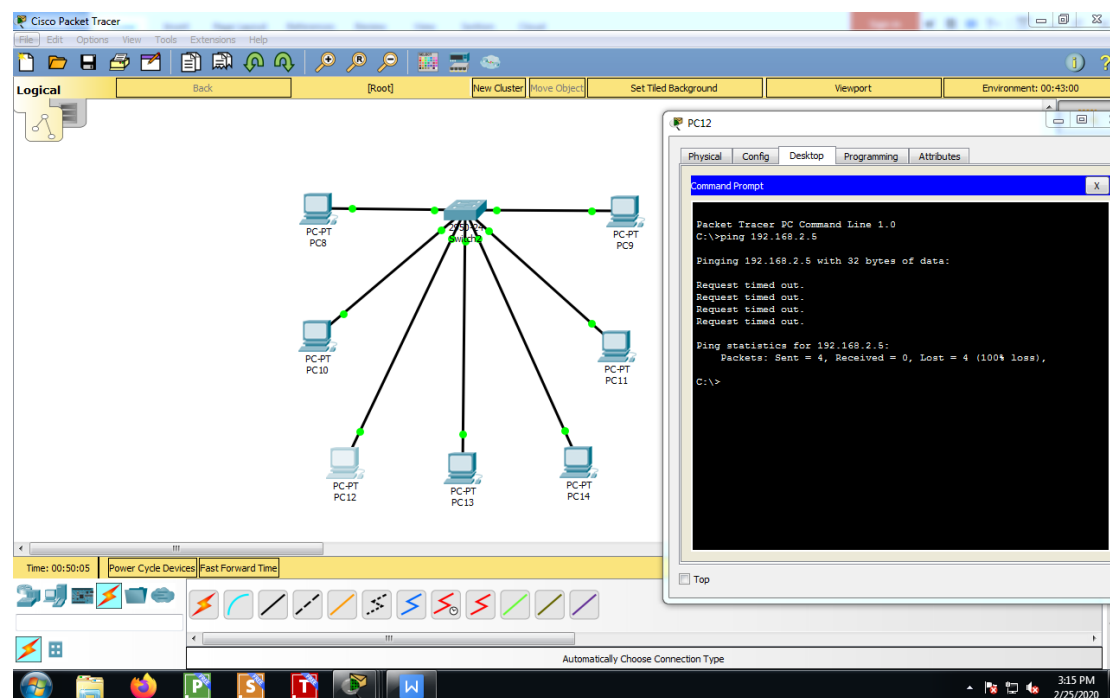 Cisco Packet Tracer
File Edit Options View Tools Extensions Help
Logical
Back
[Root]
New Cluster
Move Object
Set Tiled Background
Viewport
Environment: 00:43:00
PC-PT
PC8
Switch2
PC-PT
PC9
PC-PT
PC10
PC-PT
PC11
PC-PT
PC12
PC-PT
PC13
PC-PT
PC14
PC12
Physical Config Desktop Programming Attributes
Command Prompt
X
Packet Tracer PC Command Line 1.0
C:\>ping 192.168.2.5
Pinging 192.168.2.5 with 32 bytes of data:
Request timed out.
Request timed out.
Request timed out.
Request timed out.
Ping statistics for 192.168.2.5:
Packets: Sent = 4, Received = 0, Lost = 4 (100% loss),
C:\>
Top
Time: 00:50:05
Power Cycle Devices
Fast Forward Time
Automatically Choose Connection Type
3:15 PM
2/25/2020